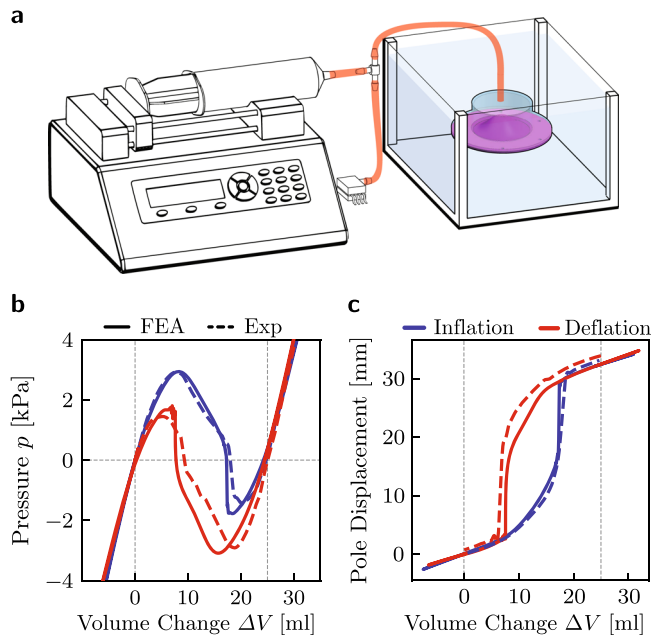 a
b
FEA
Exp
4
2
0
−2
−4
Pressure p [kPa]
0
10
20
30
Volume Change ΔV [ml]
c
Inflation
Deflation
30
20
10
0
Pole Displacement [mm]
0
10
20
30
Volume Change ΔV [ml]